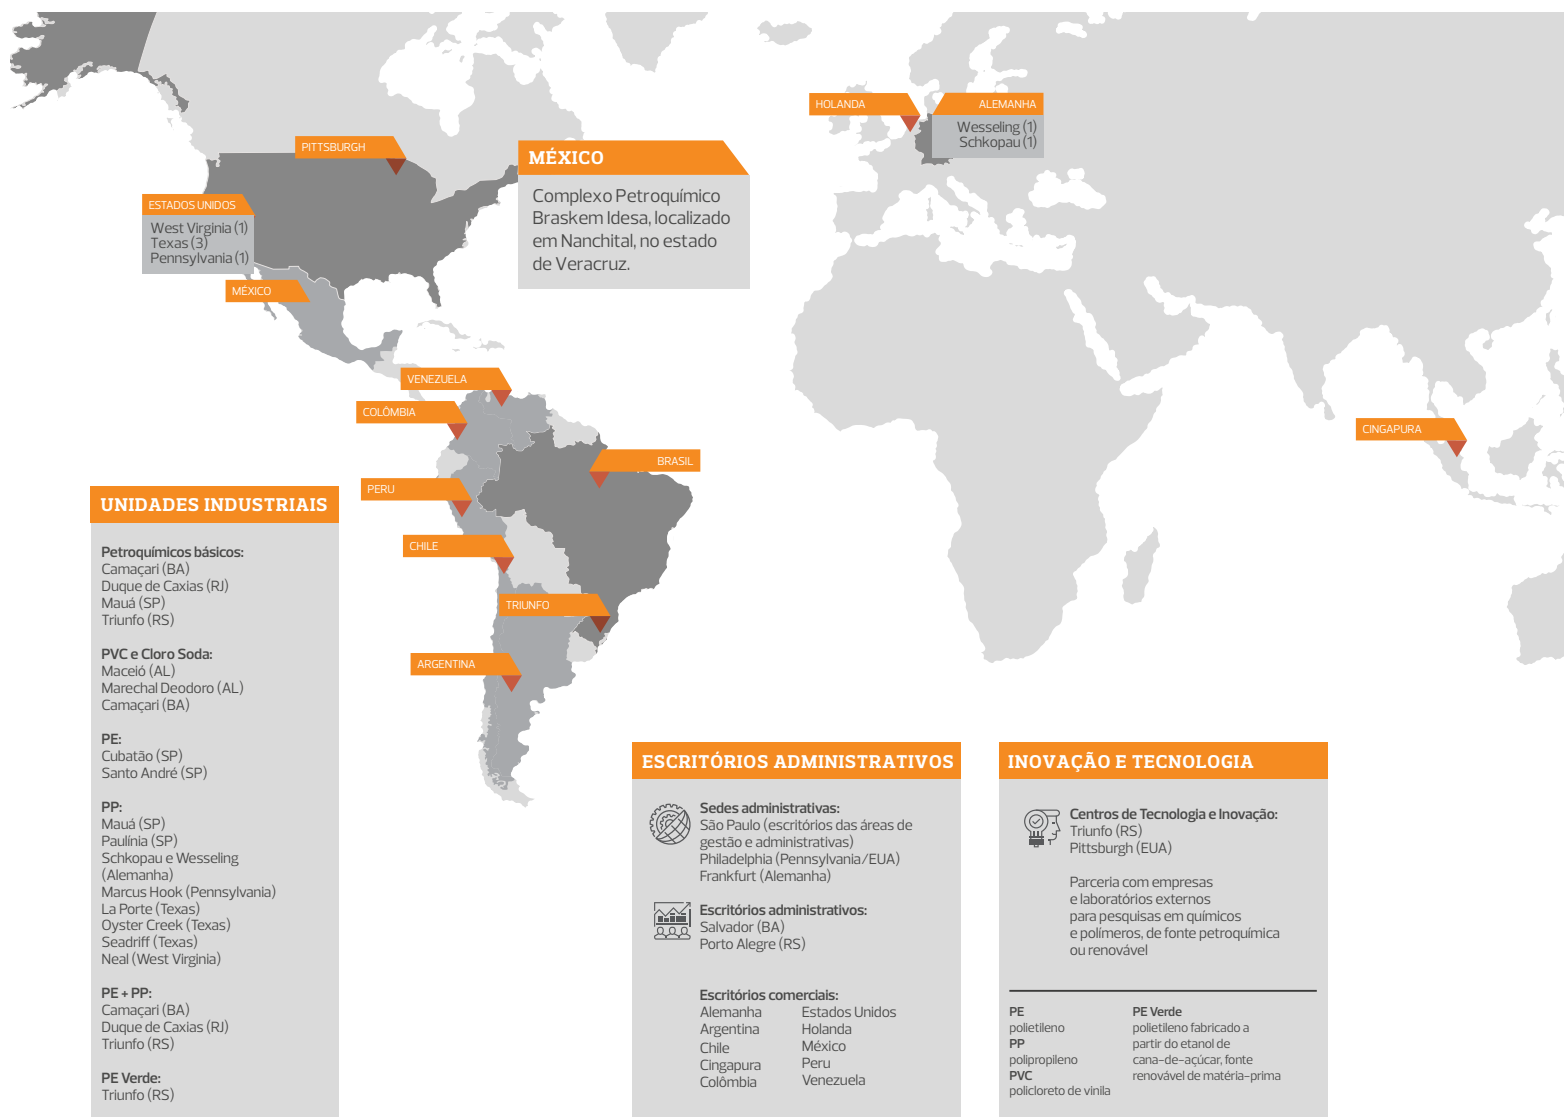 PITTSBURGH
ESTADOS UNIDOS
West Virginia (1)
Texas (3)
Pennsylvania (1)
MÉXICO
MÉXICO
Complexo Petroquímico
Braskem Idesa, localizado
em Nanchital, no estado
de Veracruz.
HOLANDA
ALEMANHA
Wesseling (1)
Schkopau (1)
VENEZUELA
COLÔMBIA
BRASIL
PERU
CHILE
TRIUNFO
ARGENTINA
CINGAPURA
UNIDADES INDUSTRIAIS
Petroquímicos básicos:
Camaçari (BA)
Duque de Caxias (RJ)
Mauá (SP)
Triunfo (RS)
PVC e Cloro Soda:
Maceió (AL)
Marechal Deodoro (AL)
Camaçari (BA)
PE:
Cubatão (SP)
Santo André (SP)
PP:
Mauá (SP)
Paulínia (SP)
Schkopau e Wesseling
(Alemanha)
Marcus Hook (Pennsylvania)
La Porte (Texas)
Oyster Creek (Texas)
Seadriff (Texas)
Neal (West Virginia)
PE + PP:
Camaçari (BA)
Duque de Caxias (RJ)
Triunfo (RS)
PE Verde:
Triunfo (RS)
ESCRITÓRIOS ADMINISTRATIVOS
Sedes administrativas:
São Paulo (escritórios das áreas de
gestão e administrativas)
Philadelphia (Pennsylvania/EUA)
Frankfurt (Alemanha)
Escritórios administrativos:
Salvador (BA)
Porto Alegre (RS)
Escritórios comerciais:
Alemanha
Argentina
Chile
Cingapura
Colômbia
Estados Unidos
Holanda
México
Peru
Venezuela
INOVAÇÃO E TECNOLOGIA
Centros de Tecnologia e Inovação:
Triunfo (RS)
Pittsburgh (EUA)
Parceria com empresas
e laboratórios externos
para pesquisas em químicos
e polímeros, de fonte petroquímica
ou renovável
PE
polietileno
PP
polipropileno
PVC
policloreto de vinila
PE Verde
polietileno fabricado a
partir do etanol de
cana-de-açúcar, fonte
renovável de matéria-prima